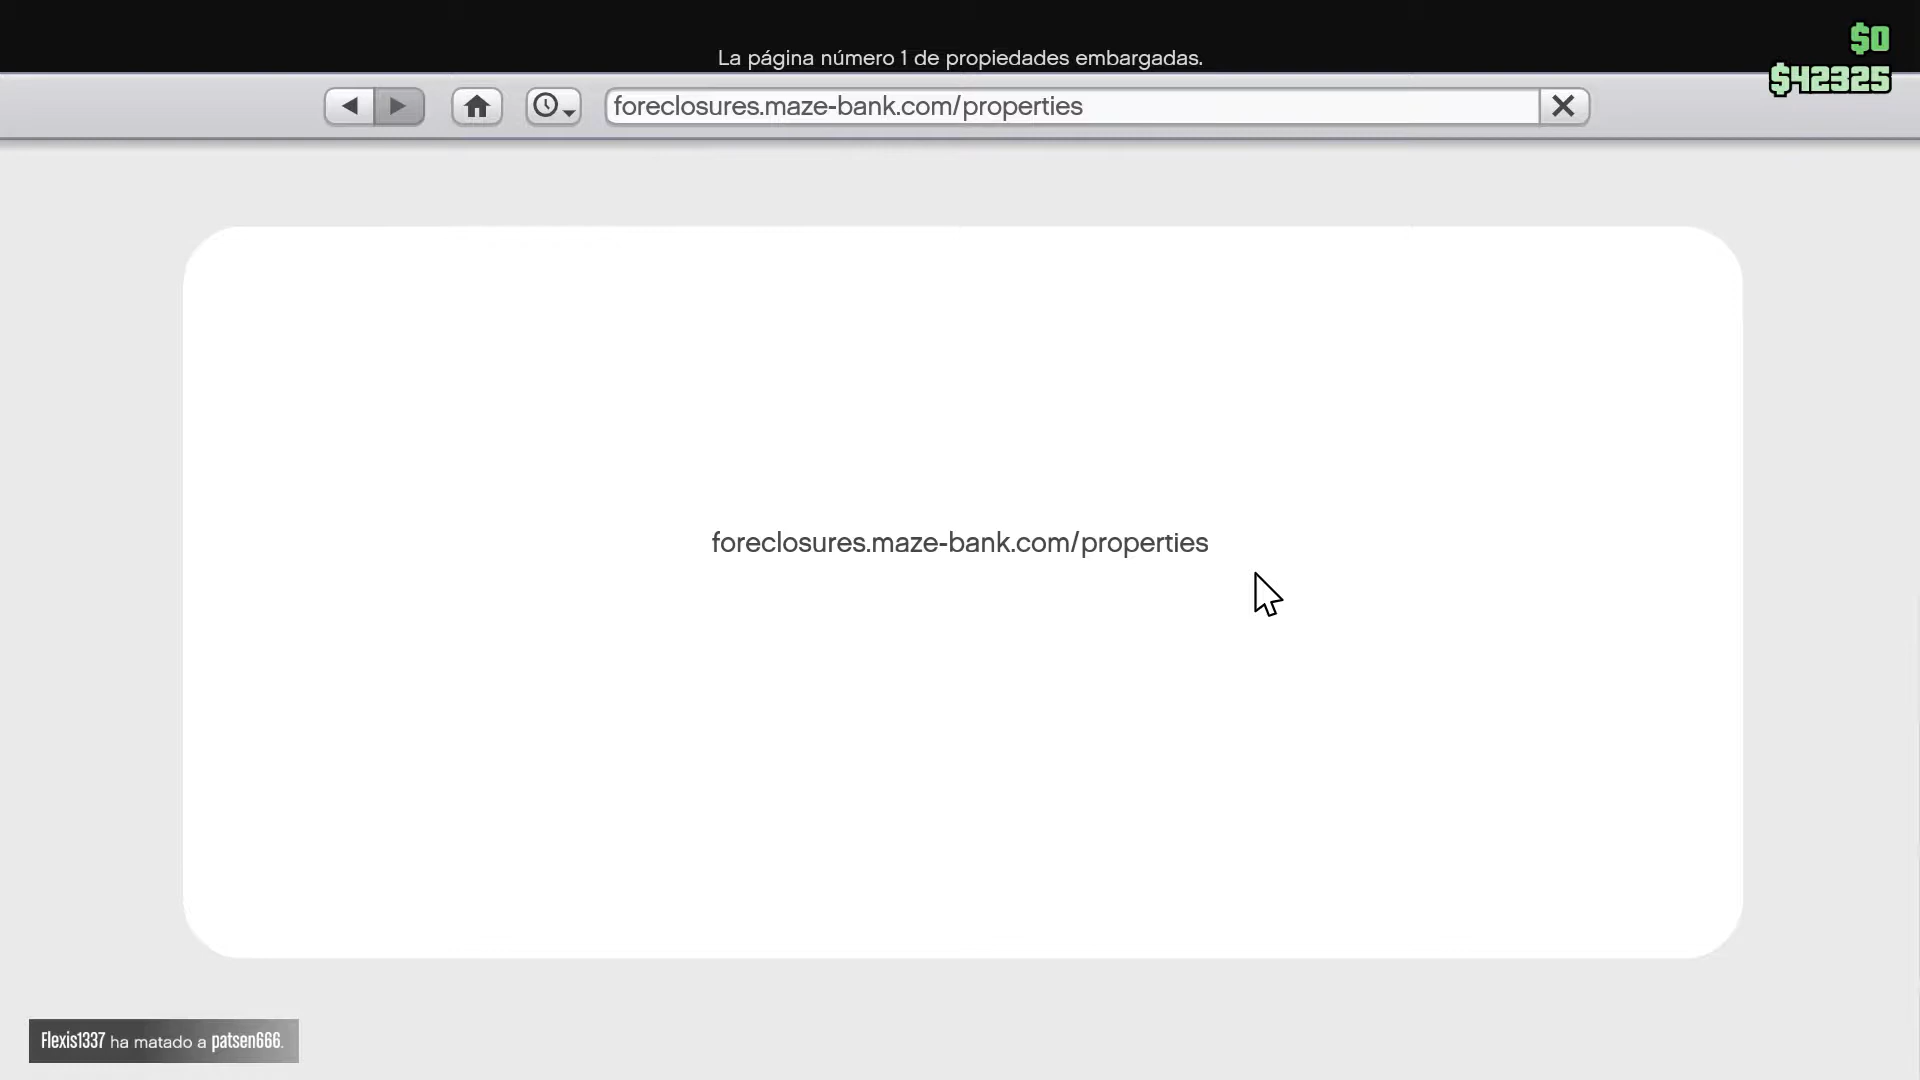 $0
La página número 1 de propiedades embargadas.
$42325
foreclosures.maze-bank.com/properties
foreclosures.maze-bank.com/properties
Flexis1337 ha matado a patsen666.